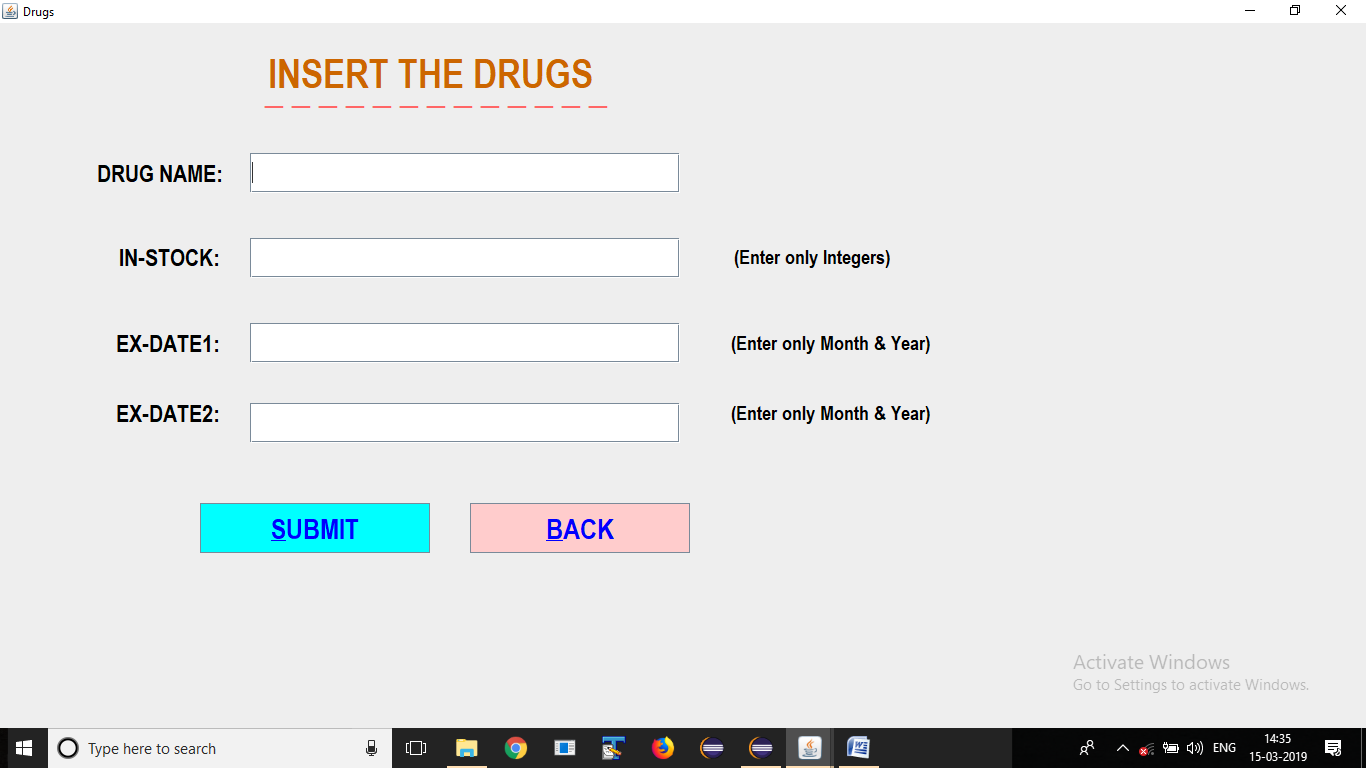 Drugs
INSERT THE DRUGS
DRUG NAME:
IN-STOCK: (Enter only Integers)
EX-DATE1: (Enter only Month & Year)
EX-DATE2: (Enter only Month & Year)
SUBMIT BACK
Activate Windows
Go to Settings to activate Windows.
Type here to search ENG 14:35
15-03-2019